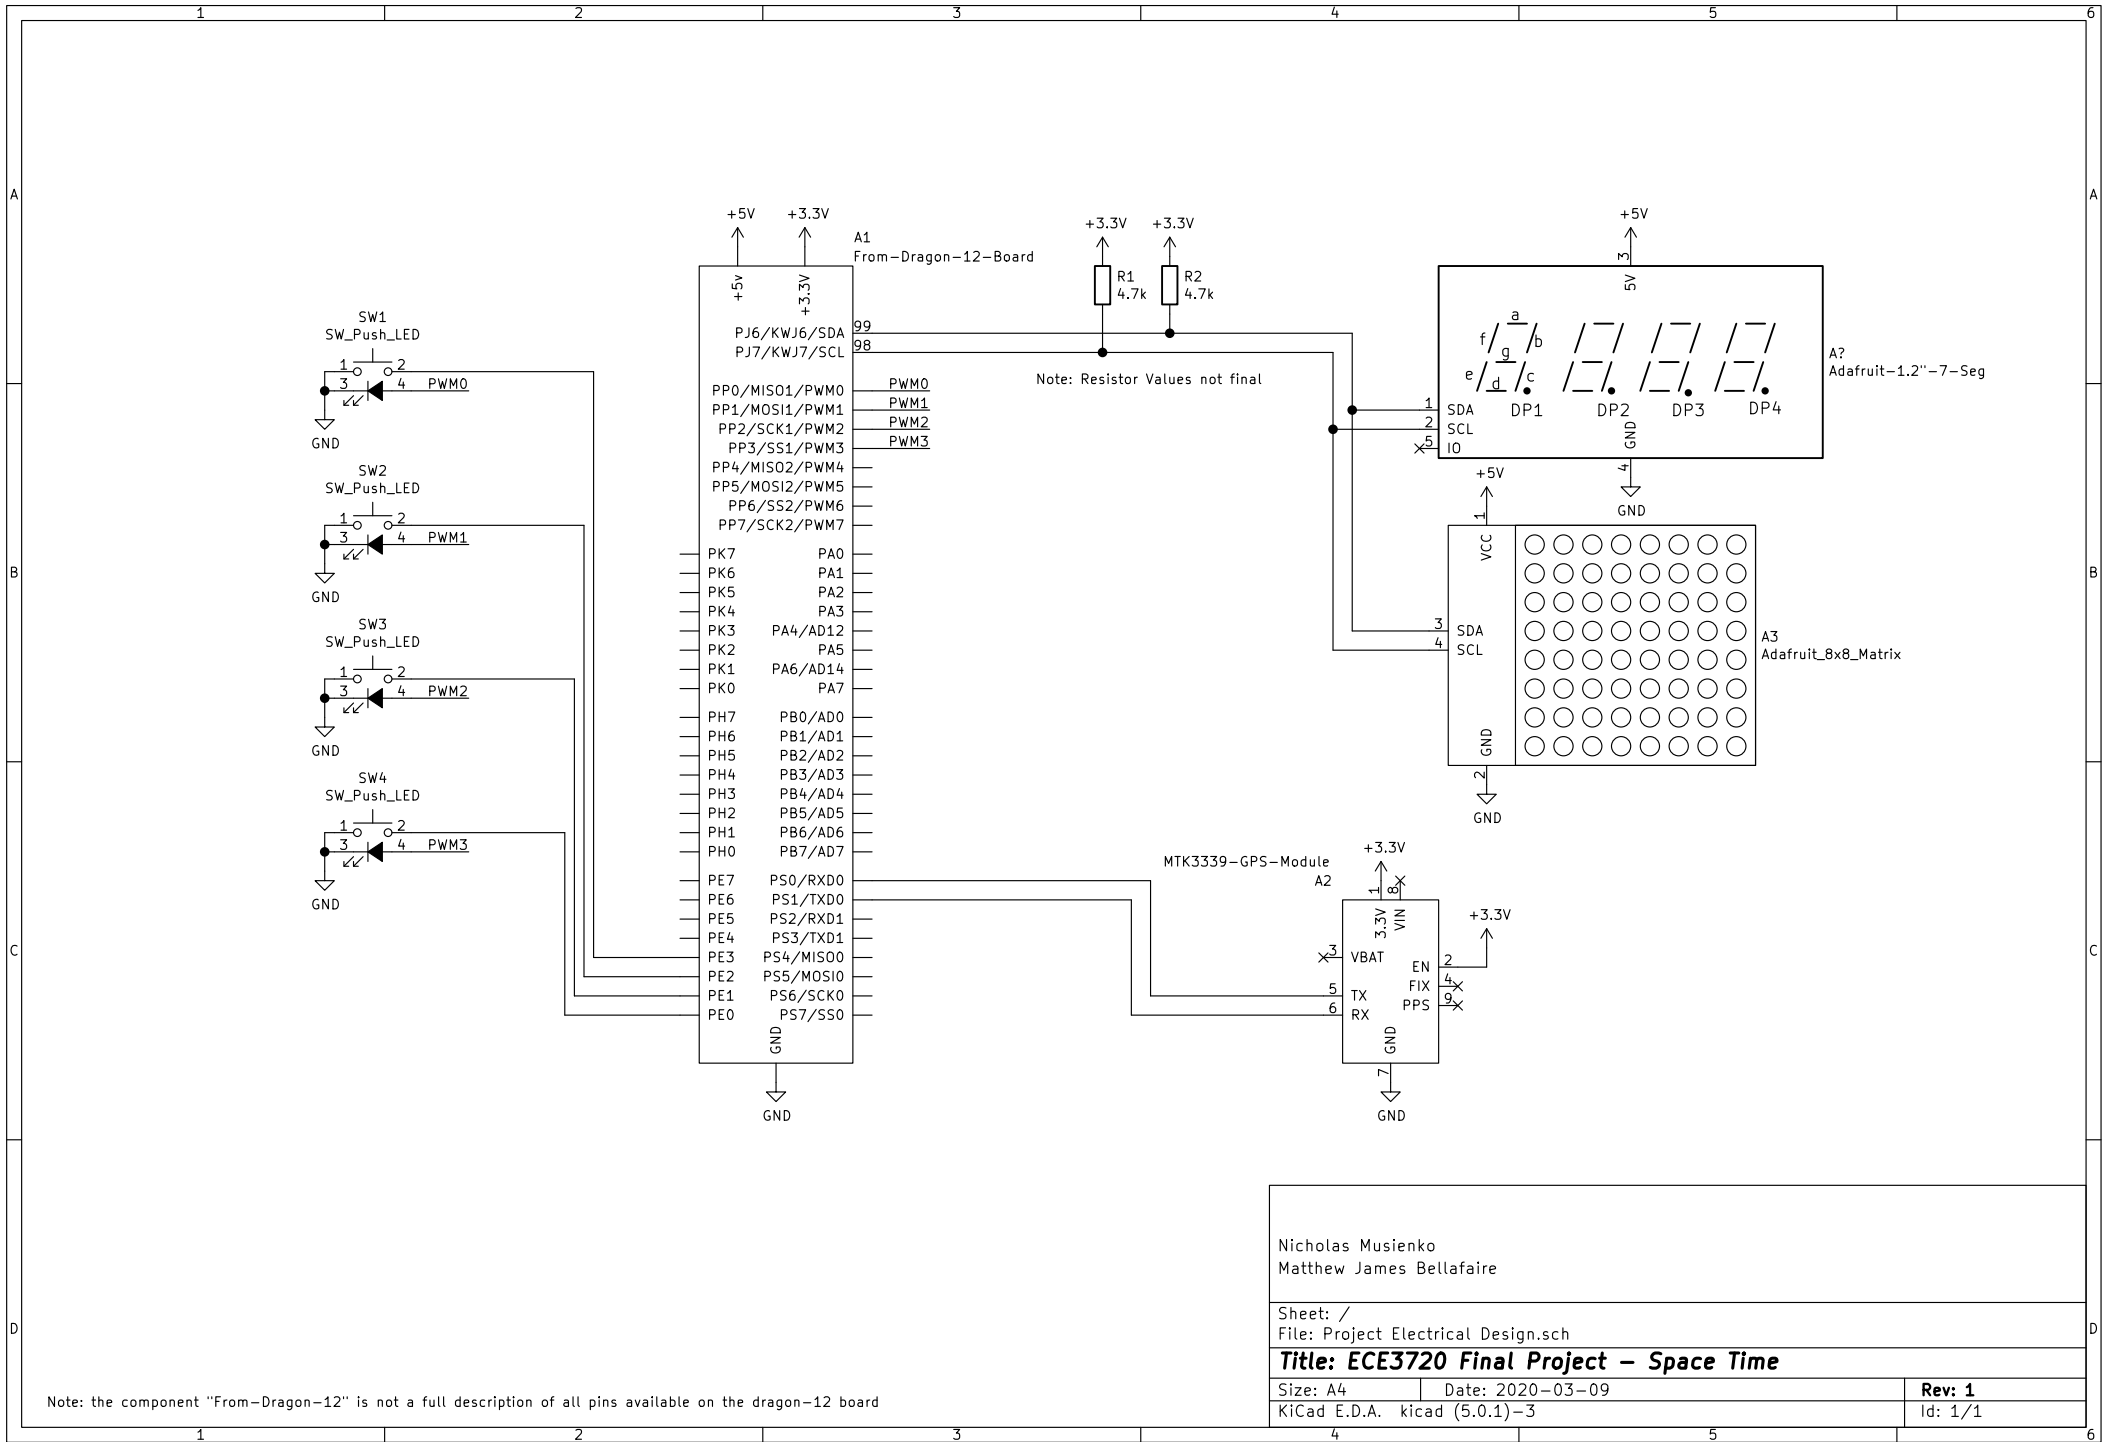 1 2 3 4 5 6
A
B
C
D
A
B
C
D
1 2 3 4 5 6
SW1
SW_Push_LED
1 2
3 4 PWM0
GND
SW2
SW_Push_LED
1 2
3 4 PWM1
GND
SW3
SW_Push_LED
1 2
3 4 PWM2
GND
SW4
SW_Push_LED
1 2
3 4 PWM3
GND
+5V +3.3V
A1
From-Dragon-12-Board
+5v +3.3V
PJ6/KWJ6/SDA 99
PJ7/KWJ7/SCL 98
PP0/MISO1/PWM0 PWM0
PP1/MOSI1/PWM1 PWM1
PP2/SCK1/PWM2 PWM2
PP3/SS1/PWM3 PWM3
PP4/MISO2/PWM4
PP5/MOSI2/PWM5
PP6/SS2/PWM6
PP7/SCK2/PWM7
PK7 PA0
PK6 PA1
PK5 PA2
PK4 PA3
PK3 PA4/AD12
PK2 PA5
PK1 PA6/AD14
PK0 PA7
PH7 PB0/AD0
PH6 PB1/AD1
PH5 PB2/AD2
PH4 PB3/AD3
PH3 PB4/AD4
PH2 PB5/AD5
PH1 PB6/AD6
PH0 PB7/AD7
PE7 PS0/RXD0
PE6 PS1/TXD0
PE5 PS2/RXD1
PE4 PS3/TXD1
PE3 PS4/MISO0
PE2 PS5/MOSI0
PE1 PS6/SCK0
PE0 PS7/SS0
GND
GND
+3.3V +3.3V
R1
4.7k
R2
4.7k
Note: Resistor Values not final
+5V
3
5V
a
f b
g
e d c
DP1 DP2 DP3 DP4
1 SDA
2 SCL
5 IO
GND
4
GND
A?
Adafruit-1.2"-7-Seg
+5V
1
VCC
3 SDA
4 SCL
GND
2
GND
A3
Adafruit_8x8_Matrix
MTK3339-GPS-Module
A2
+3.3V
1 8
3.3V VIN
+3.3V
3 VBAT
EN 2
FIX 4
PPS 9
5 TX
6 RX
GND
7
GND
Nicholas Musienko
Matthew James Bellafaire
Sheet: /
File: Project Electrical Design.sch
Title: ECE3720 Final Project – Space Time
Size: A4 Date: 2020-03-09 Rev: 1
KiCad E.D.A. kicad (5.0.1)-3 Id: 1/1
Note: the component "From-Dragon-12" is not a full description of all pins available on the dragon-12 board